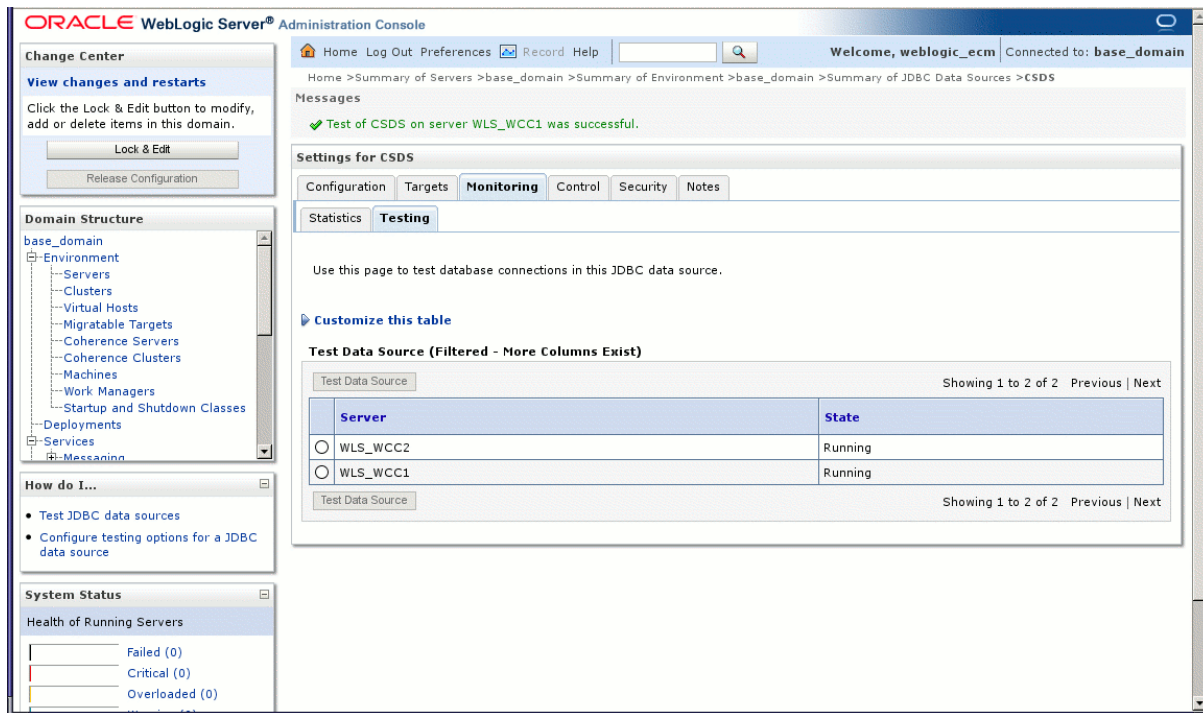 ORACLE WebLogic Server® Administration Console
Change Center
View changes and restarts
Click the Lock & Edit button to modify,
add or delete items in this domain.
Lock & Edit
Release Configuration
Domain Structure
base_domain
Environment
Servers
Clusters
Virtual Hosts
Migratable Targets
Coherence Servers
Coherence Clusters
Machines
Work Managers
Startup and Shutdown Classes
Deployments
Services
Messaging
How do I...
Test JDBC data sources
Configure testing options for a JDBC
data source
System Status
Health of Running Servers
Failed (0)
Critical (0)
Overloaded (0)
Home Log Out Preferences Record Help
Welcome, weblogic_ecm Connected to: base_domain
Home >Summary of Servers >base_domain >Summary of Environment >base_domain >Summary of JDBC Data Sources >CSDS
Messages
Test of CSDS on server WLS_WCC1 was successful.
Settings for CSDS
Configuration Targets Monitoring Control Security Notes
Statistics Testing
Use this page to test database connections in this JDBC data source.
Customize this table
Test Data Source (Filtered - More Columns Exist)
Test Data Source Showing 1 to 2 of 2 Previous | Next
Server State
WLS_WCC2 Running
WLS_WCC1 Running
Test Data Source Showing 1 to 2 of 2 Previous | Next